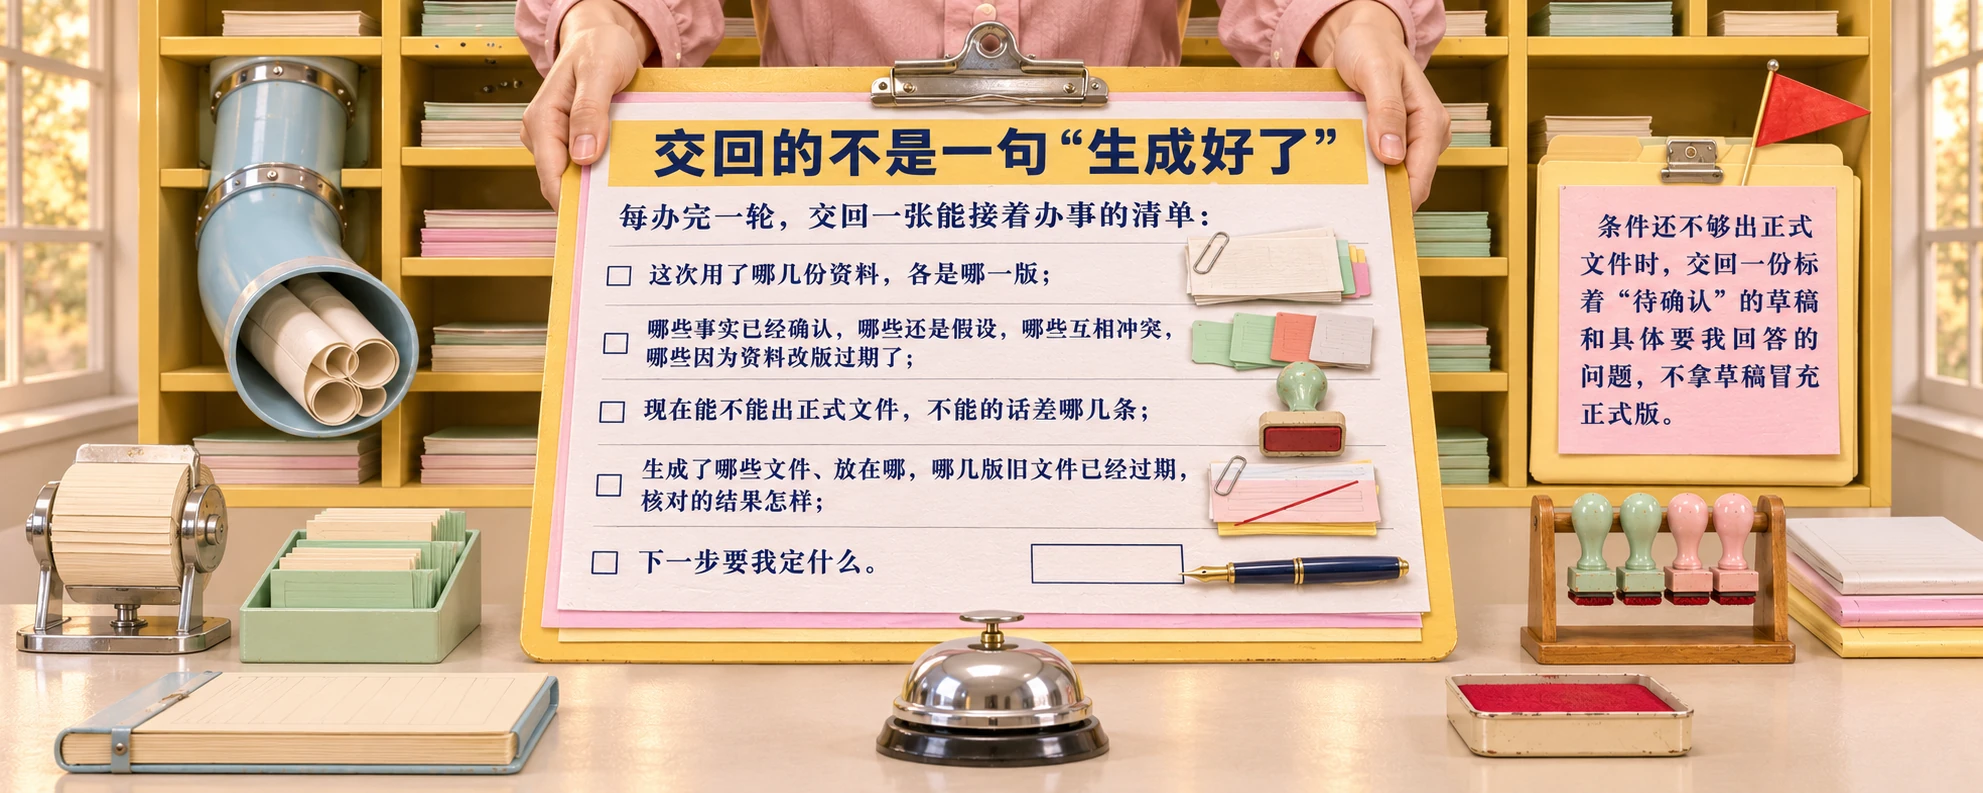 交回的不是一句“生成好了”
每办完一轮，交回一张能接着办事的清单：
这次用了哪几份资料，各是哪一版；
哪些事实已经确认，哪些还是假设，哪些互相冲突，
哪些因为资料改版过期了；
现在能不能出正式文件，不能的话差哪几条；
生成了哪些文件、放在哪，哪几版旧文件已经过期，
核对的结果怎样；
下一步要我定什么。
条件还不够出正式
文件时，交回一份标
着“待确认”的草稿
和具体要我回答的
问题，不拿草稿冒充
正式版。